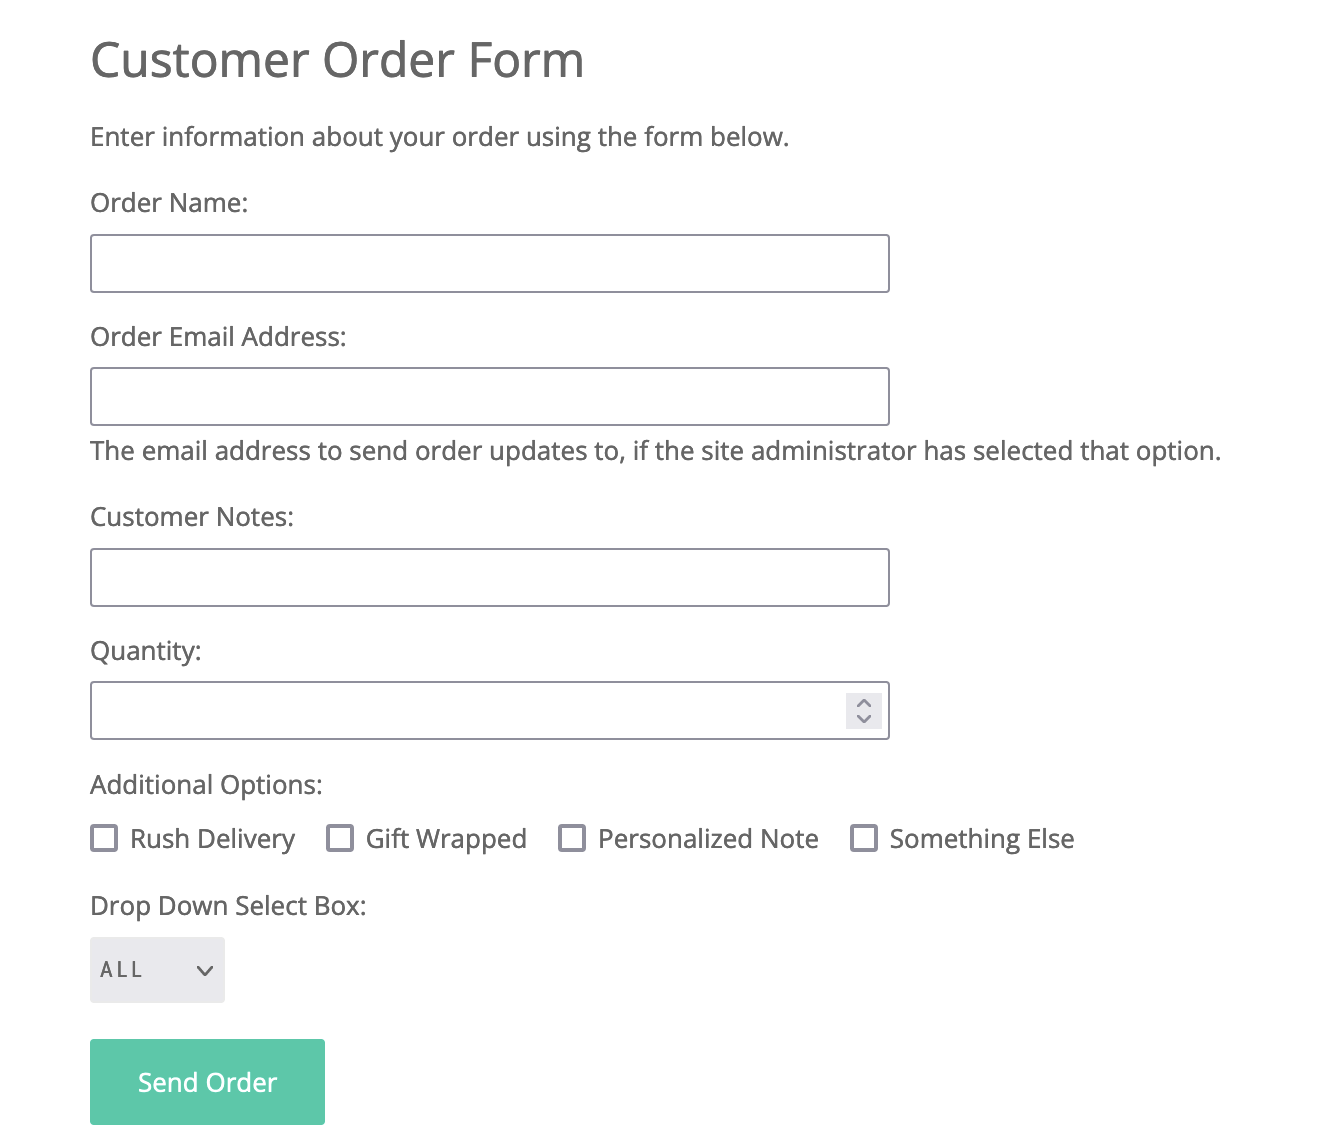 Customer Order Form
Enter information about your order using the form below.
Order Name:
Order Email Address:
The email address to send order updates to, if the site administrator has selected that option.
Customer Notes:
Quantity:
Additional Options:
Rush Delivery Gift Wrapped Personalized Note Something Else
Drop Down Select Box:
ALL
Send Order